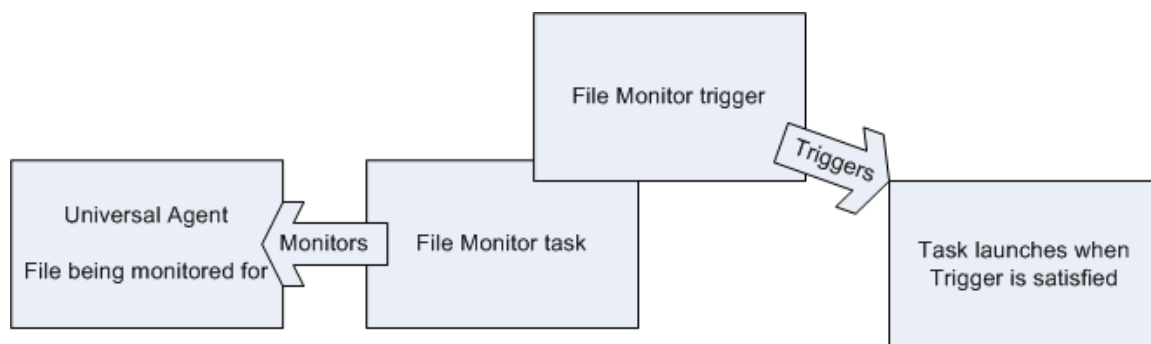 File Monitor trigger
Triggers
Universal Agent
File being monitored for
Monitors
File Monitor task
Task launches when
Trigger is satisfied